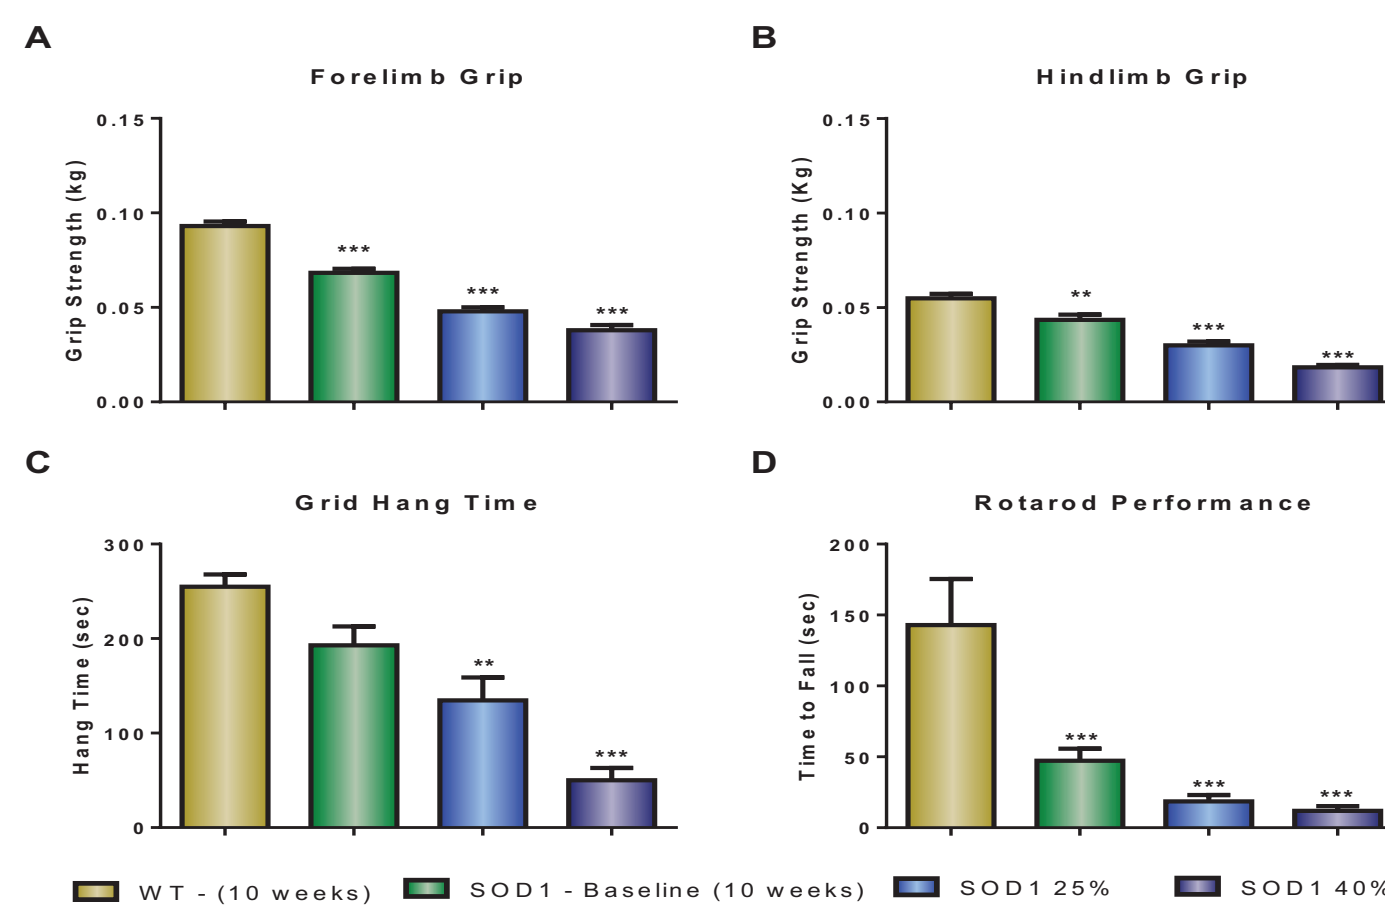 A
Forelimb Grip
Grip Strength (kg)
0.15
0.10
0.05
0.00
***
***
***
B
Hindlimb Grip
Grip Strength (Kg)
0.15
0.10
0.05
0.00
**
***
***
C
Grid Hang Time
Hang Time (sec)
300
200
100
0
**
***
D
Rotarod Performance
Time to Fall (sec)
200
150
100
50
0
***
***
***
WT - (10 weeks)
SOD1 - Baseline (10 weeks)
SOD1 25%
SOD1 40%